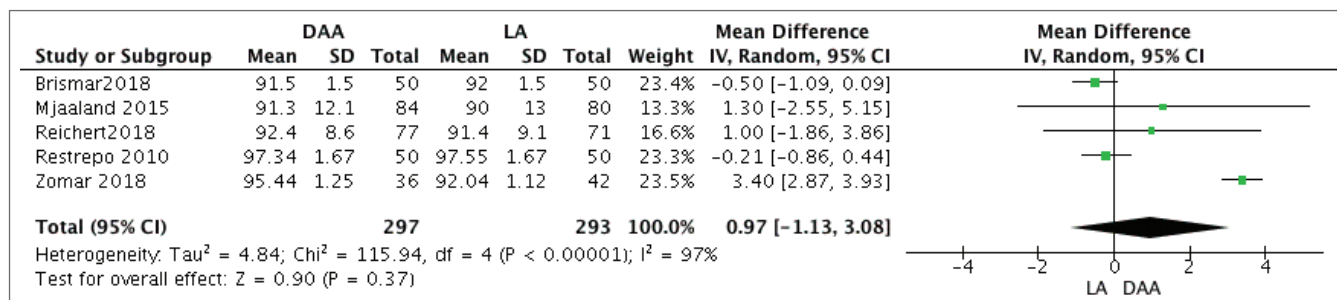 DAA LA Mean Difference Mean Difference
Study or Subgroup Mean SD Total Mean SD Total Weight IV, Random, 95% CI IV, Random, 95% CI
Brismar2018 91.5 1.5 50 92 1.5 50 23.4% -0.50 [-1.09, 0.09]
Mjaaland 2015 91.3 12.1 84 90 13 80 13.3% 1.30 [-2.55, 5.15]
Reichert2018 92.4 8.6 77 91.4 9.1 71 16.6% 1.00 [-1.86, 3.86]
Restrepo 2010 97.34 1.67 50 97.55 1.67 50 23.3% -0.21 [-0.86, 0.44]
Zomar 2018 95.44 1.25 36 92.04 1.12 42 23.5% 3.40 [2.87, 3.93]
Total (95% CI) 297 293 100.0% 0.97 [-1.13, 3.08]
Heterogeneity: Tau² = 4.84; Chi² = 115.94, df = 4 (P < 0.00001); I² = 97%
Test for overall effect: Z = 0.90 (P = 0.37)
-4 -2 0 2 4
LA DAA